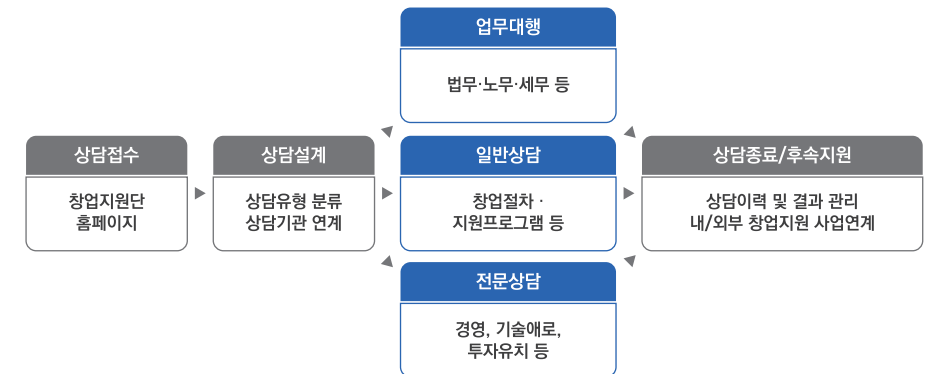 업무대행
법무·노무·세무 등
상담접수
창업지원단
홈페이지
상담설계
상담유형 분류
상담기관 연계
일반상담
창업절차 ·
지원프로그램 등
상담종료/후속지원
상담이력 및 결과 관리
내/외부 창업지원 사업연계
전문상담
경영, 기술애로,
투자유치 등